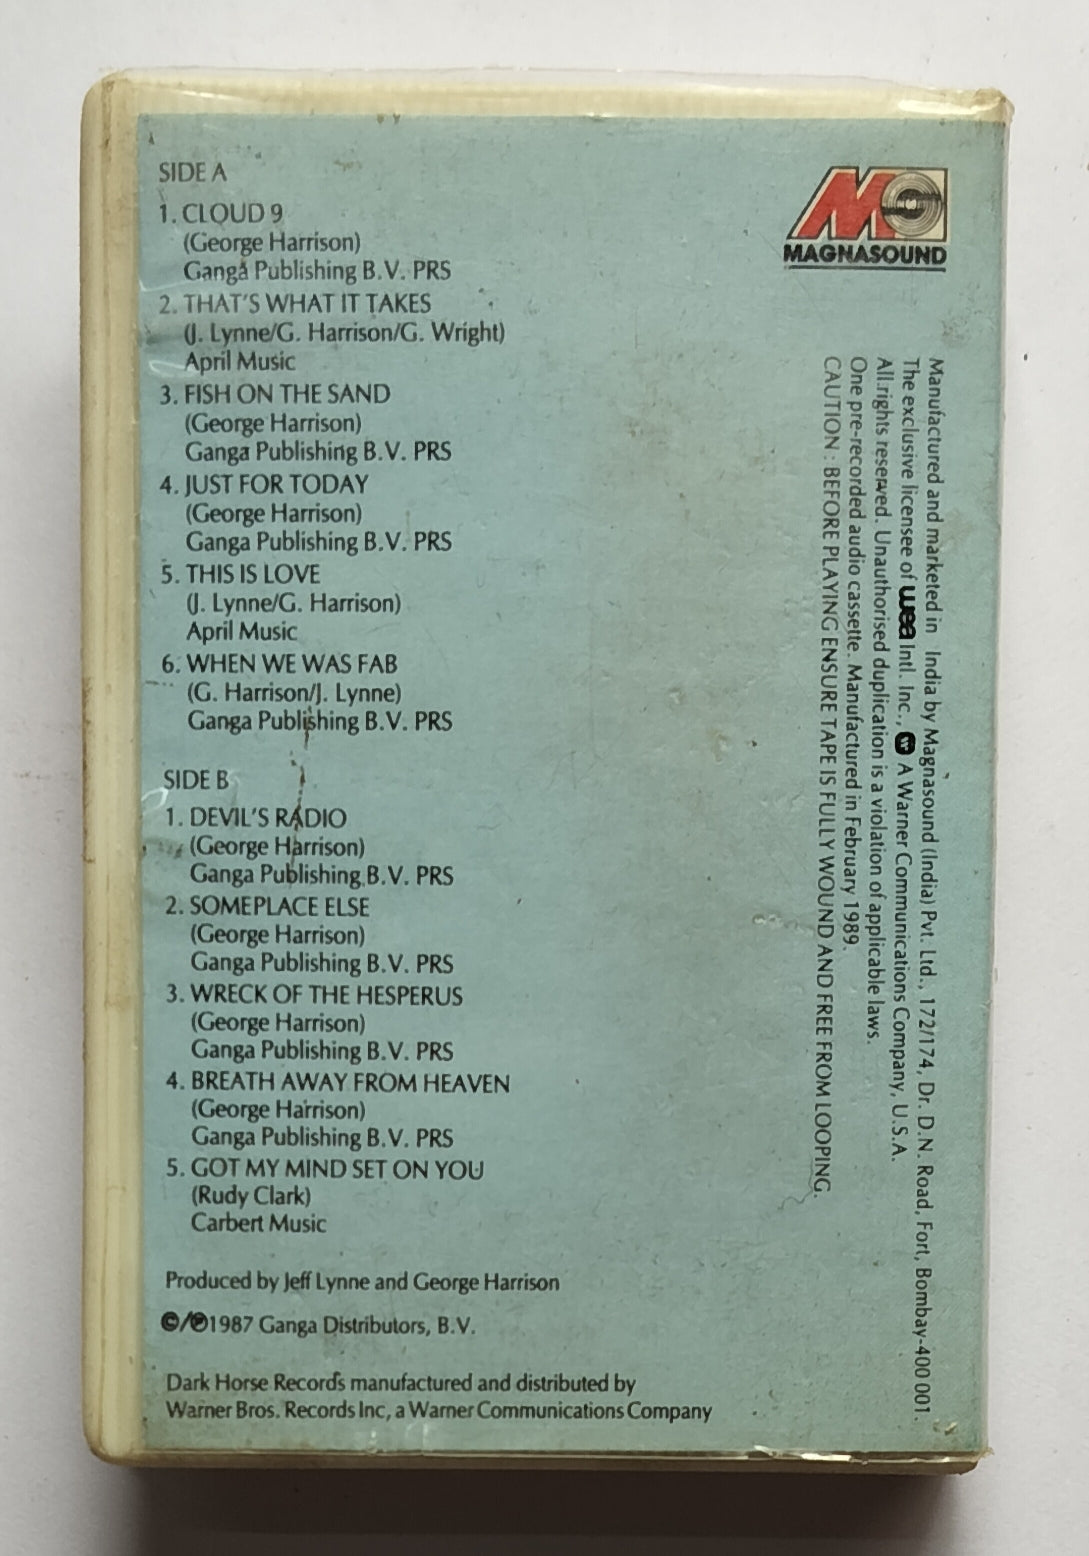 SIDE A
1. CLOUD 9
(George Harrison)
Ganga Publishing B.V. PRS
2. THAT'S WHAT IT TAKES
(J. Lynne/G. Harrison/G. Wright)
April Music
3. FISH ON THE SAND
(George Harrison)
Ganga Publishing B.V. PRS
4. JUST FOR TODAY
(George Harrison)
Ganga Publishing B.V. PRS
5. THIS IS LOVE
(J. Lynne/G. Harrison)
April Music
6. WHEN WE WAS FAB
(G. Harrison/J. Lynne)
Ganga Publishing B.V. PRS
SIDE B
1. DEVIL'S RADIO
(George Harrison)
Ganga Publishing B.V. PRS
2. SOMEPLACE ELSE
(George Harrison)
Ganga Publishing B.V. PRS
3. WRECK OF THE HESPERUS
(George Harrison)
Ganga Publishing B.V. PRS
4. BREATH AWAY FROM HEAVEN
(George Harrison)
Ganga Publishing B.V. PRS
5. GOT MY MIND SET ON YOU
(Rudy Clark)
Carbert Music
Produced by Jeff Lynne and George Harrison
©/℗1987 Ganga Distributors, B.V.
Dark Horse Records manufactured and distributed by
Warner Bros. Records Inc, a Warner Communications Company
MAGNASOUND
Manufactured and marketed in India by Magnasound (India) Pvt. Ltd., 172/174, Dr. D.N. Road, Fort, Bombay-400 001.
The exclusive licensee of wea Intl. Inc., A Warner Communications Company, U.S.A.
All rights reserved. Unauthorised duplication is a violation of applicable laws.
One pre-recorded audio cassette. Manufactured in February 1989.
CAUTION : BEFORE PLAYING ENSURE TAPE IS FULLY WOUND AND FREE FROM LOOPING.